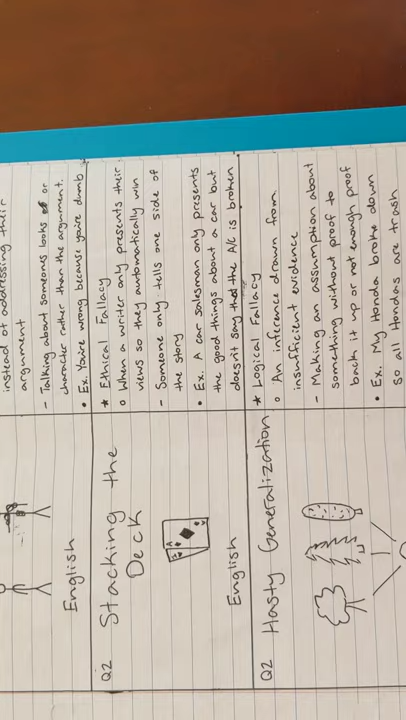 instead of addressing their
argument
- Talking about someones looks or
character rather than the argument.
• Ex. You're wrong because you're dumb
English
Q2 Stacking the
Deck
English
* Ethical Fallacy
o When a writer only presents their
views so they automatically win
- Someone only tells one side of
the story
• Ex. A car salesman only presents
the good things about a car but
doesn't say that the A/C is broken
Q2 Hasty Generalization
* Logical Fallacy
o An inference drawn from
insufficient evidence
- Making an assumption about
something without proof to
back it up or not enough proof
• Ex. My Honda broke down
so all Hondas are trash